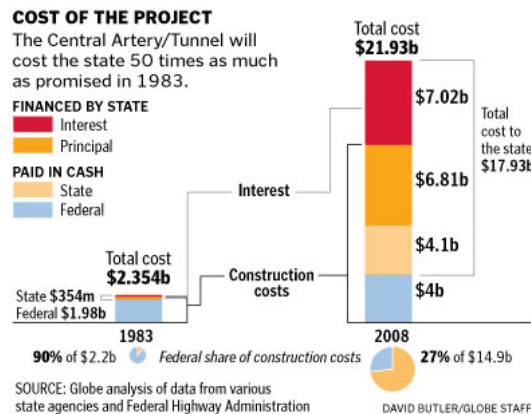 COST OF THE PROJECT
The Central Artery/Tunnel will
cost the state 50 times as much
as promised in 1983.
FINANCED BY STATE
Interest
Principal
PAID IN CASH
State
Federal
Total cost
$2.354b
State $354m
Federal $1.98b
1983
90% of $2.2b
Interest
Construction
costs
Federal share of construction costs
Total cost
$21.93b
$7.02b
$6.81b
$4.1b
$4b
Total
cost to
the state
$17.93b
2008
27% of $14.9b
SOURCE: Globe analysis of data from various
state agencies and Federal Highway Administration
DAVID BUTLER/GLOBE STAFF